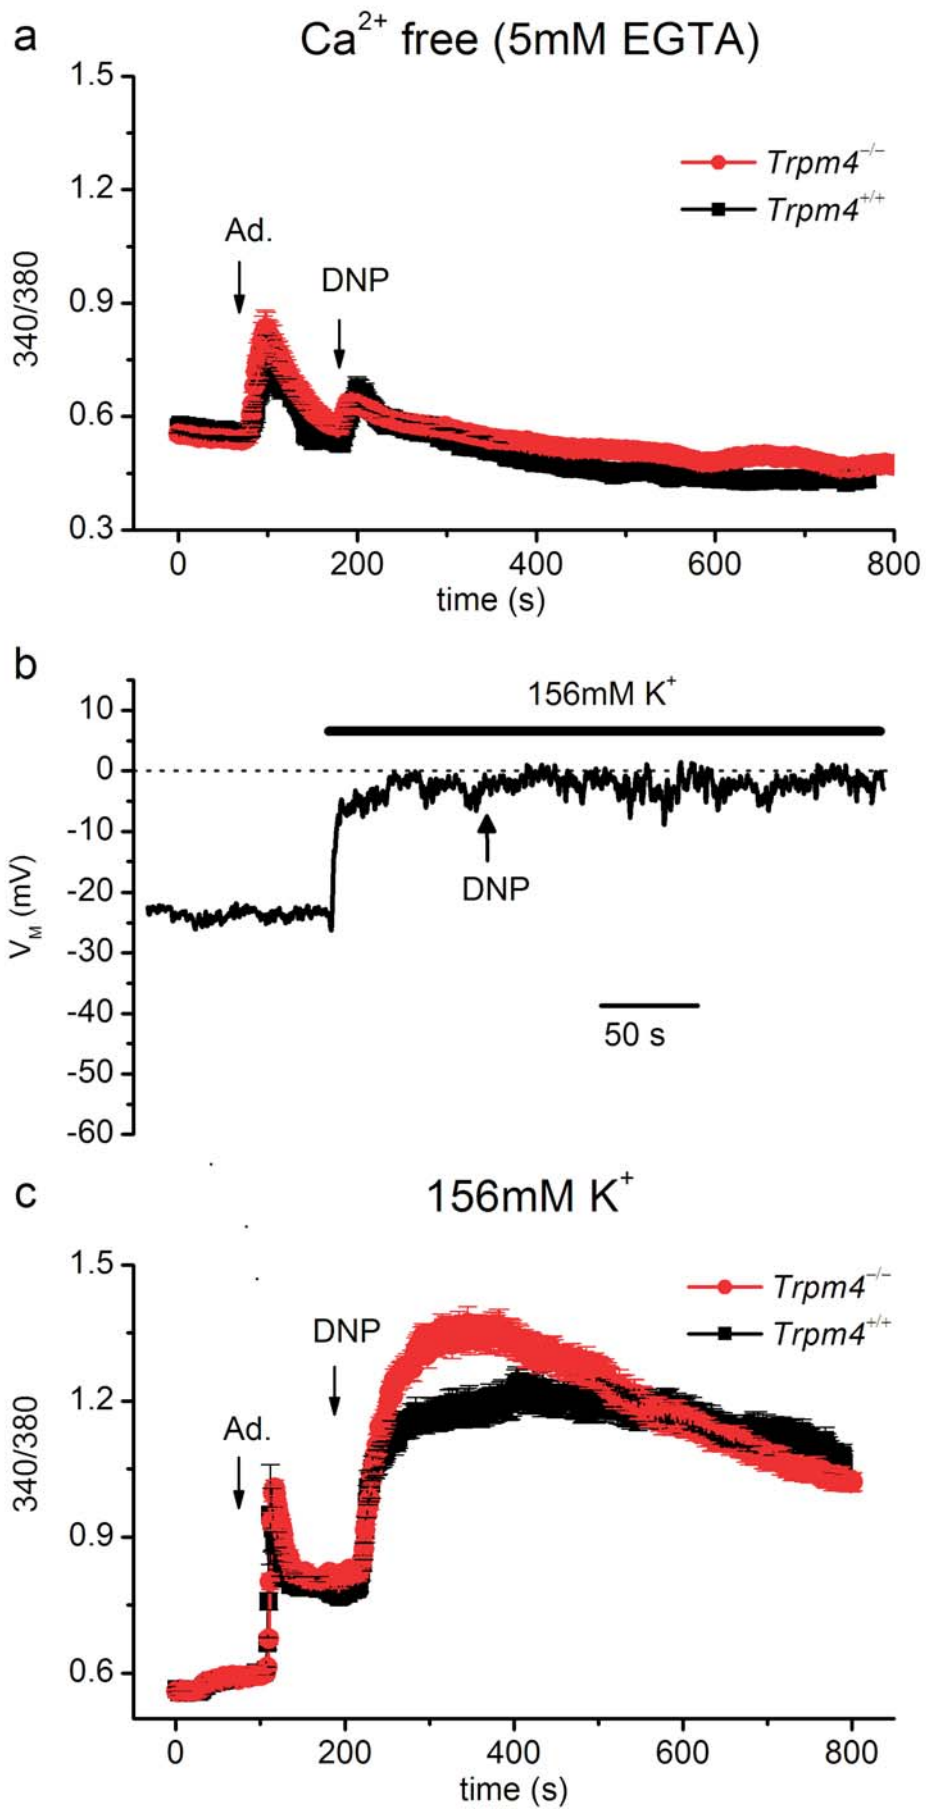 a
Ca²⁺ free (5mM EGTA)
1.5
1.2
0.9
0.6
0.3
340/380
Trpm4⁻/⁻
Trpm4⁺/⁺
Ad.
DNP
0 200 400 600 800
time (s)
b
156mM K⁺
10
0
-10
-20
-30
-40
-50
-60
V_M (mV)
DNP
50 s
c
156mM K⁺
1.5
1.2
0.9
0.6
340/380
Trpm4⁻/⁻
Trpm4⁺/⁺
DNP
Ad.
0 200 400 600 800
time (s)